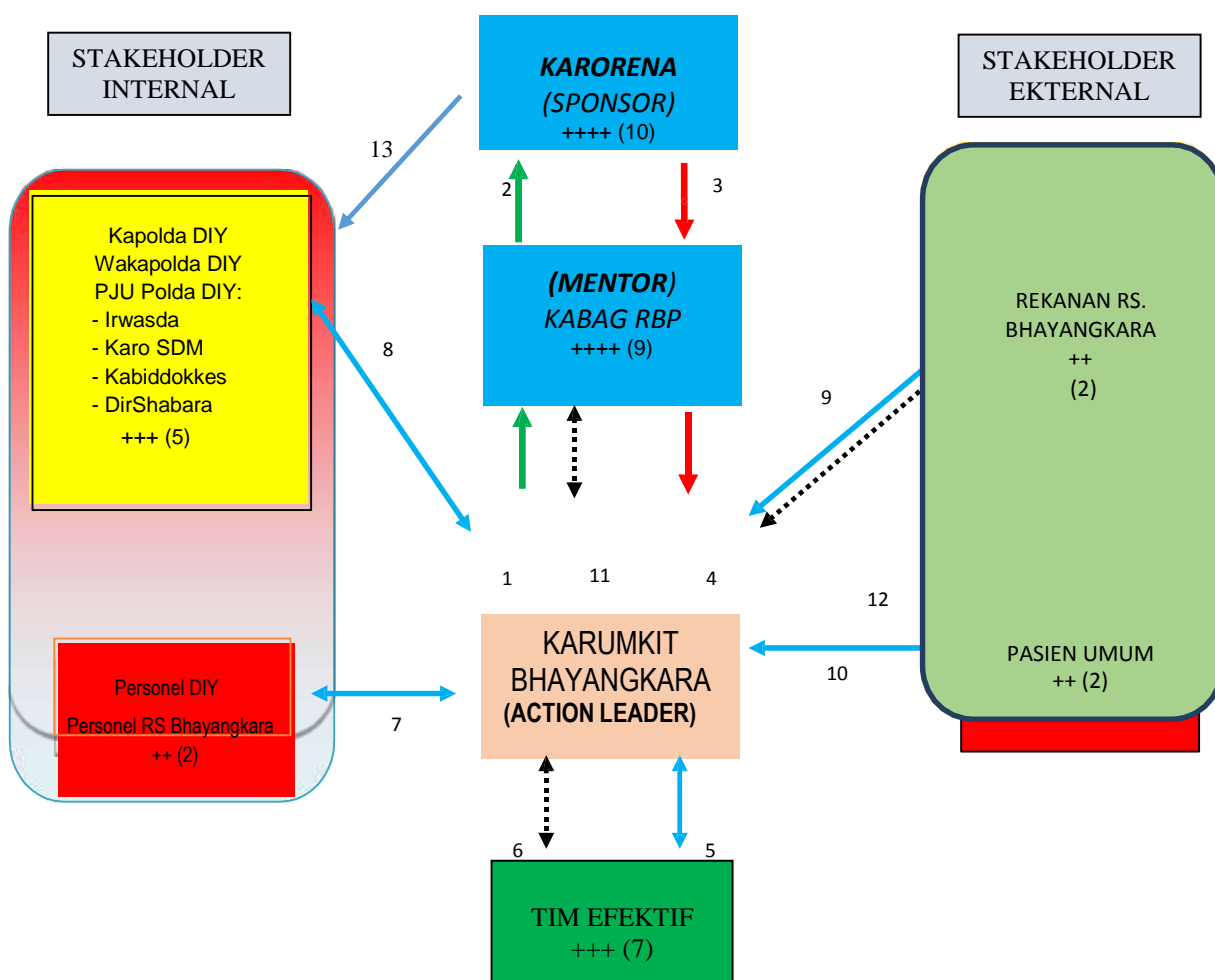 STAKEHOLDER
INTERNAL
KARORENA
(SPONSOR)
++++ (10)
STAKEHOLDER
EKTERNAL
13
2
3
Kapolda DIY
Wakapolda DIY
PJU Polda DIY:
- Irwasda
- Karo SDM
- Kabiddokkes
- DirShabara
+++ (5)
(MENTOR)
KABAG RBP
++++ (9)
REKANAN RS.
BHAYANGKARA
++
(2)
8
9
1
11
4
12
KARUMKIT
BHAYANGKARA
(ACTION LEADER)
10
PASIEN UMUM
++ (2)
Personel DIY
Personel RS Bhayangkara
++ (2)
7
6
5
TIM EFEKTIF
+++ (7)